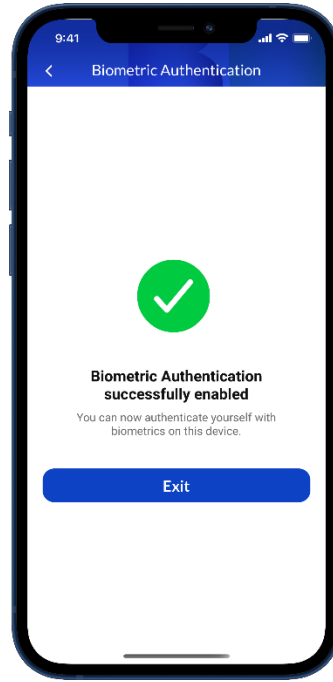 9:41
Biometric Authentication
Biometric Authentication
successfully enabled
You can now authenticate yourself with
biometrics on this device.
Exit